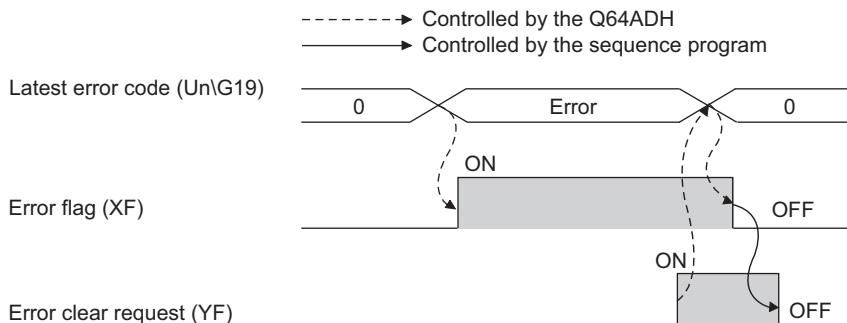 Controlled by the Q64ADH
Controlled by the sequence program
Latest error code (Un\G19)
0
Error
0
ON
Error flag (XF)
OFF
ON
Error clear request (YF)
OFF